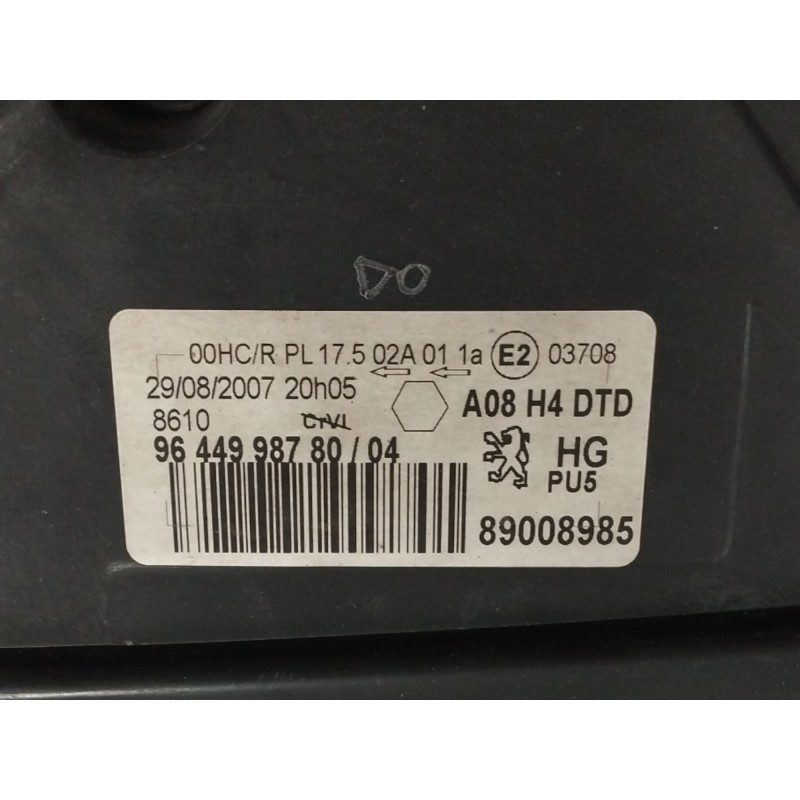 DO
00HC/R PL 17.5 02A 01 1a E2 03708
29/08/2007 20h05
A08 H4 DTD
8610
96 449 987 80 / 04
HG
PU5
89008985